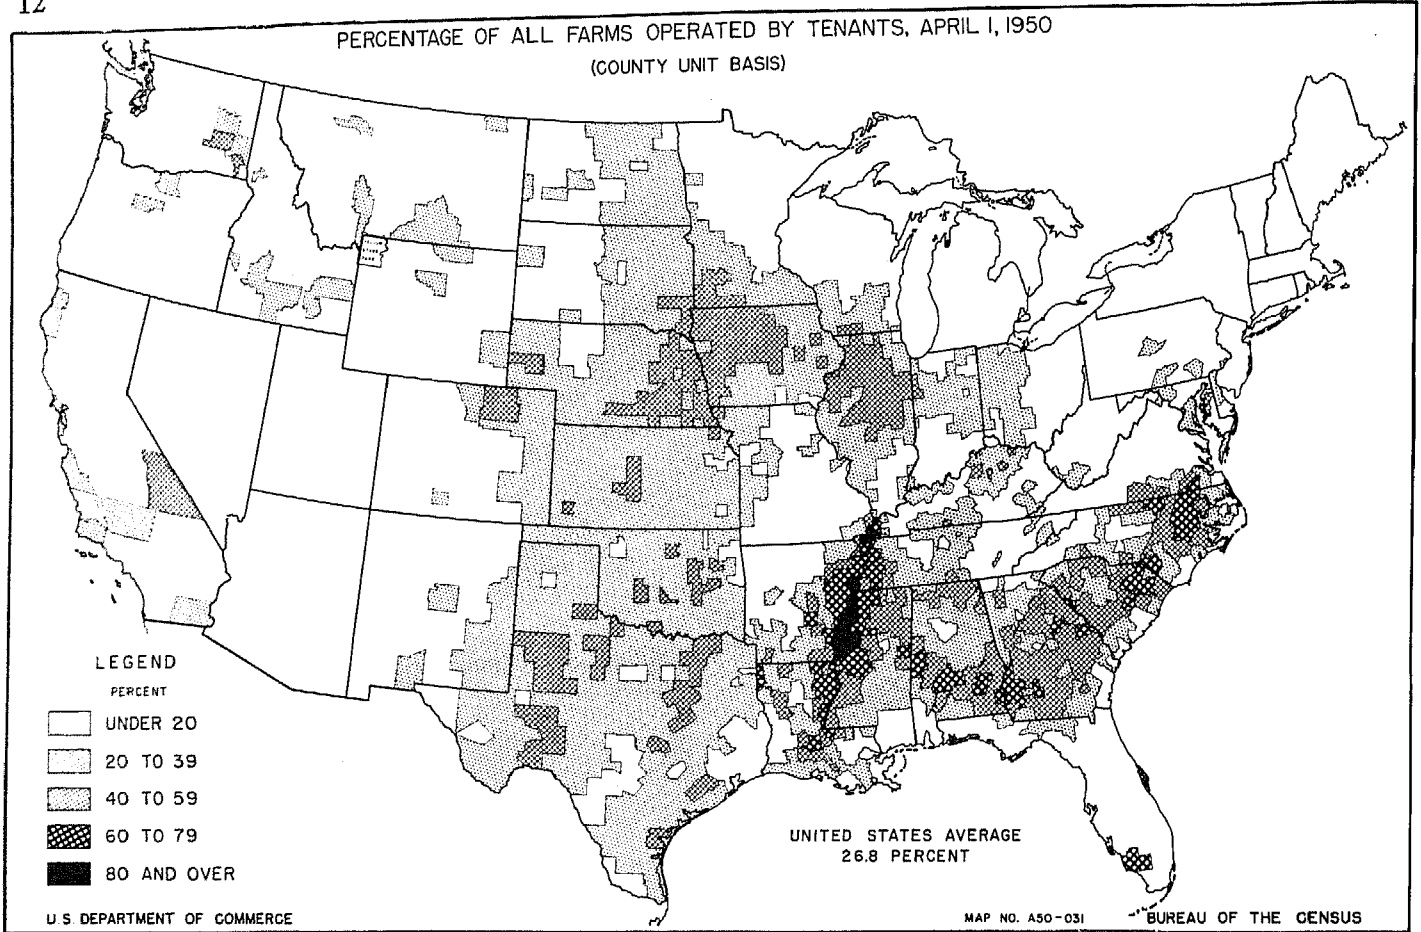 12
PERCENTAGE OF ALL FARMS OPERATED BY TENANTS, APRIL 1, 1950
(COUNTY UNIT BASIS)
LEGEND
PERCENT
UNDER 20
20 TO 39
40 TO 59
60 TO 79
80 AND OVER
UNITED STATES AVERAGE
26.8 PERCENT
U.S. DEPARTMENT OF COMMERCE
MAP NO. A50-031
BUREAU OF THE CENSUS